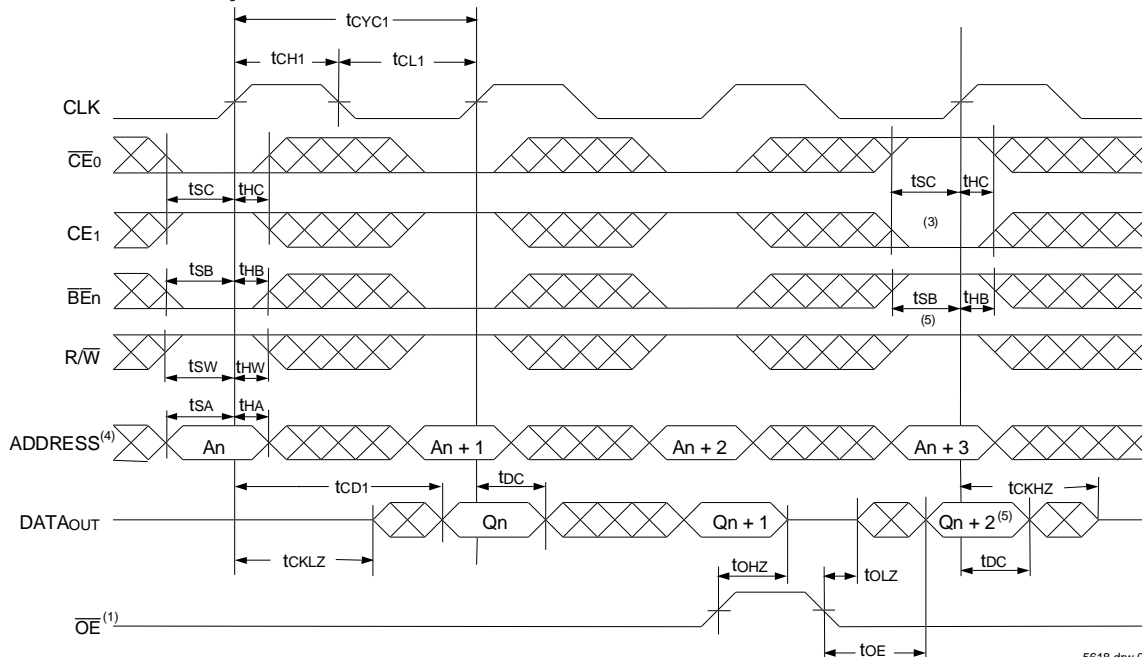 tCYC1
tCH1
tCL1
CLK
CE0
tSC
tHC
tSC
tHC
CE1
(3)
tSB
tHB
BEn
tSB
tHB
(5)
R/W
tSW
tHW
tSA
tHA
ADDRESS(4)
An
An + 1
An + 2
An + 3
tCD1
tDC
tCKHZ
DATAOUT
Qn
Qn + 1
Qn + 2(5)
tCKLZ
tOHZ
tOLZ
tDC
OE(1)
tOE